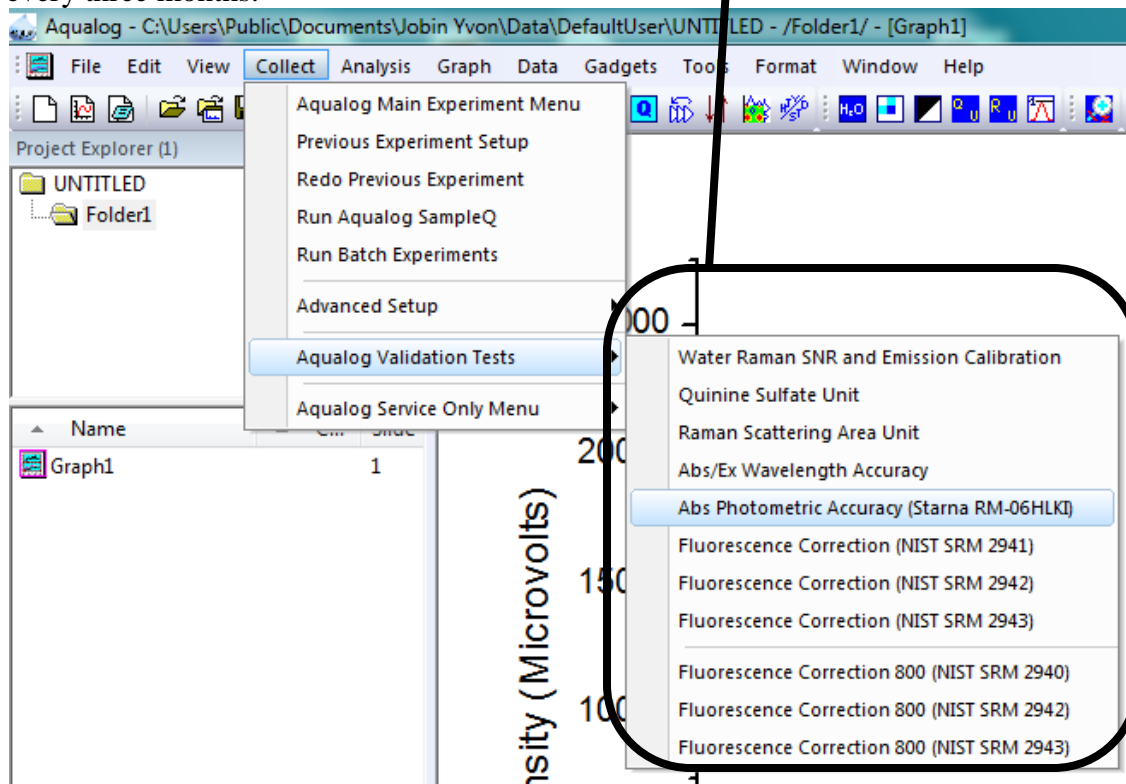 every three months.
Aqualog - C:\Users\Public\Documents\Jobin Yvon\Data\DefaultUser\UNTITLED - /Folder1/ - [Graph1]
File Edit View Collect Analysis Graph Data Gadgets Tools Format Window Help
Project Explorer (1)
UNTITLED
Folder1
Aqualog Main Experiment Menu
Previous Experiment Setup
Redo Previous Experiment
Run Aqualog SampleQ
Run Batch Experiments
Advanced Setup
Aqualog Validation Tests
Aqualog Service Only Menu
Water Raman SNR and Emission Calibration
Quinine Sulfate Unit
Raman Scattering Area Unit
Abs/Ex Wavelength Accuracy
Abs Photometric Accuracy (Starna RM-06HLKI)
Fluorescence Correction (NIST SRM 2941)
Fluorescence Correction (NIST SRM 2942)
Fluorescence Correction (NIST SRM 2943)
Fluorescence Correction 800 (NIST SRM 2940)
Fluorescence Correction 800 (NIST SRM 2942)
Fluorescence Correction 800 (NIST SRM 2943)
Name
Graph1 1
(Microvolts)